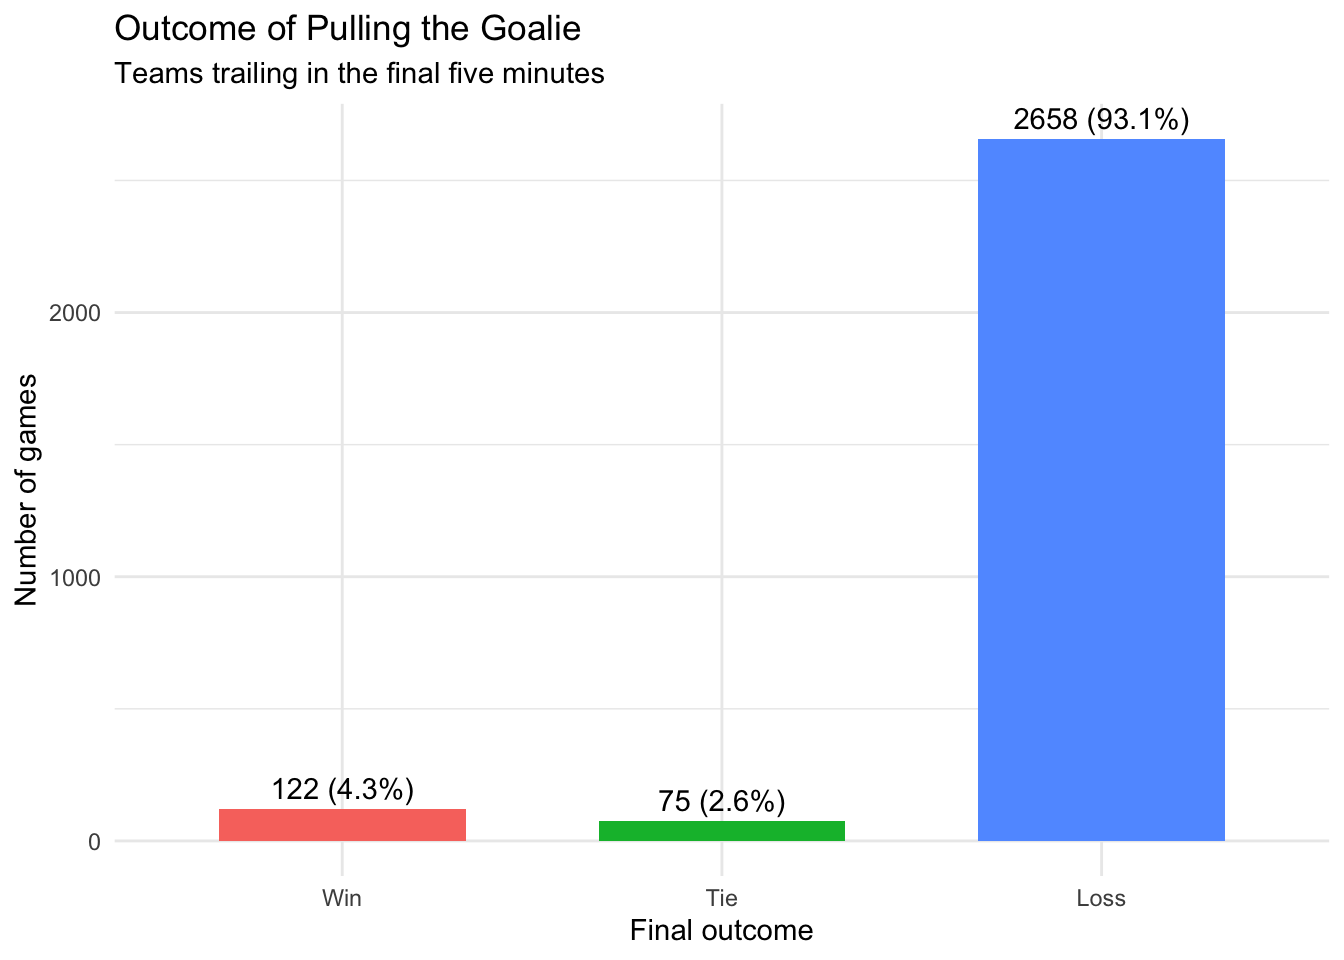 Outcome of Pulling the Goalie
Teams trailing in the final five minutes
2658 (93.1%)
2000
Number of games
1000
122 (4.3%)
75 (2.6%)
0
Win
Tie
Loss
Final outcome